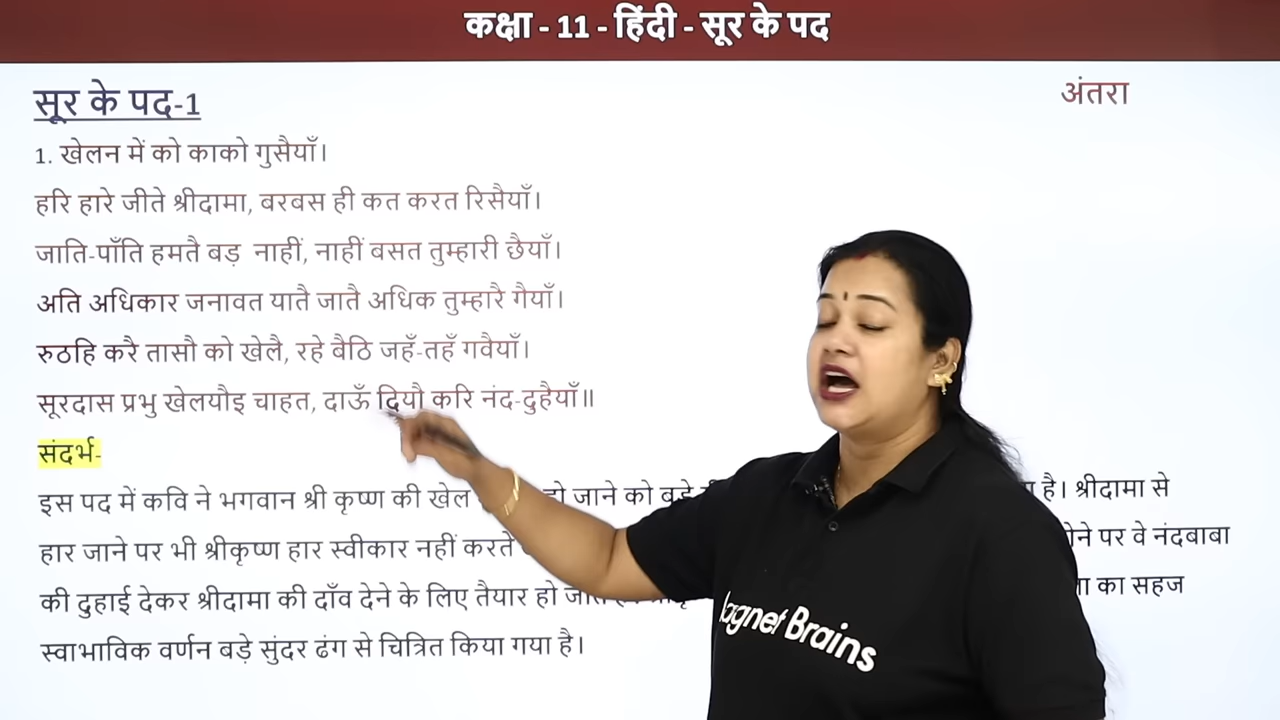 कक्षा - 11 - हिंदी - सूर के पद
सूर के पद-1
अंतरा
1. खेलन में को काको गुसैयाँ।
हरि हारे जीते श्रीदामा, वरवस ही कत करत रिसैयाँ।
जाति-पाँति हमतै बड़ नाहीं, नाहीं बसत तुम्हारी छैयाँ।
अति अधिकार जनावत यातै जातै अधिक तुम्हारै गैयाँ।
रुठहि करै तासौ को खेलै, रहे वैठि जहँ-तहँ गवैयाँ।
सूरदास प्रभु खेलयौइ चाहत, दाऊँ दियौ करि नंद-दुहैयाँ॥
संदर्भ-
इस पद में कवि ने भगवान श्री कृष्ण की खेल हो जाने को बड़े है। श्रीदामा से
हार जाने पर भी श्रीकृष्ण हार स्वीकार नहीं करते पर वे नंदबाबा
की दुहाई देकर श्रीदामा की दाँव देने के लिए तैयार हो का सहज
स्वाभाविक वर्णन बड़े सुंदर ढंग से चित्रित किया गया है।
Magnet Brains